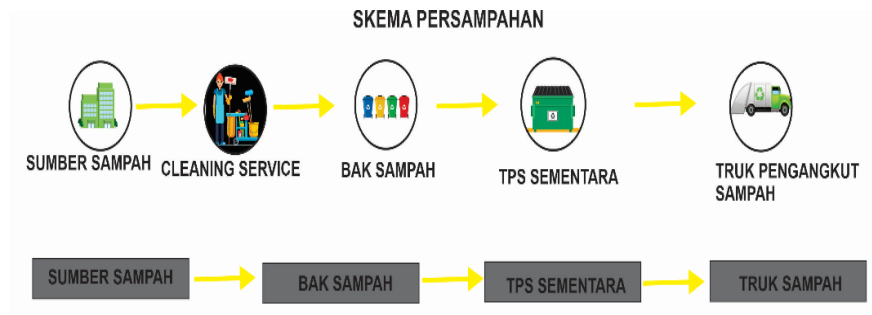 SKEMA PERSAMPAHAN
SUMBER SAMPAH
CLEANING SERVICE
BAK SAMPAH
TPS SEMENTARA
TRUK PENGANGKUT
SAMPAH
SUMBER SAMPAH
BAK SAMPAH
TPS SEMENTARA
TRUK SAMPAH